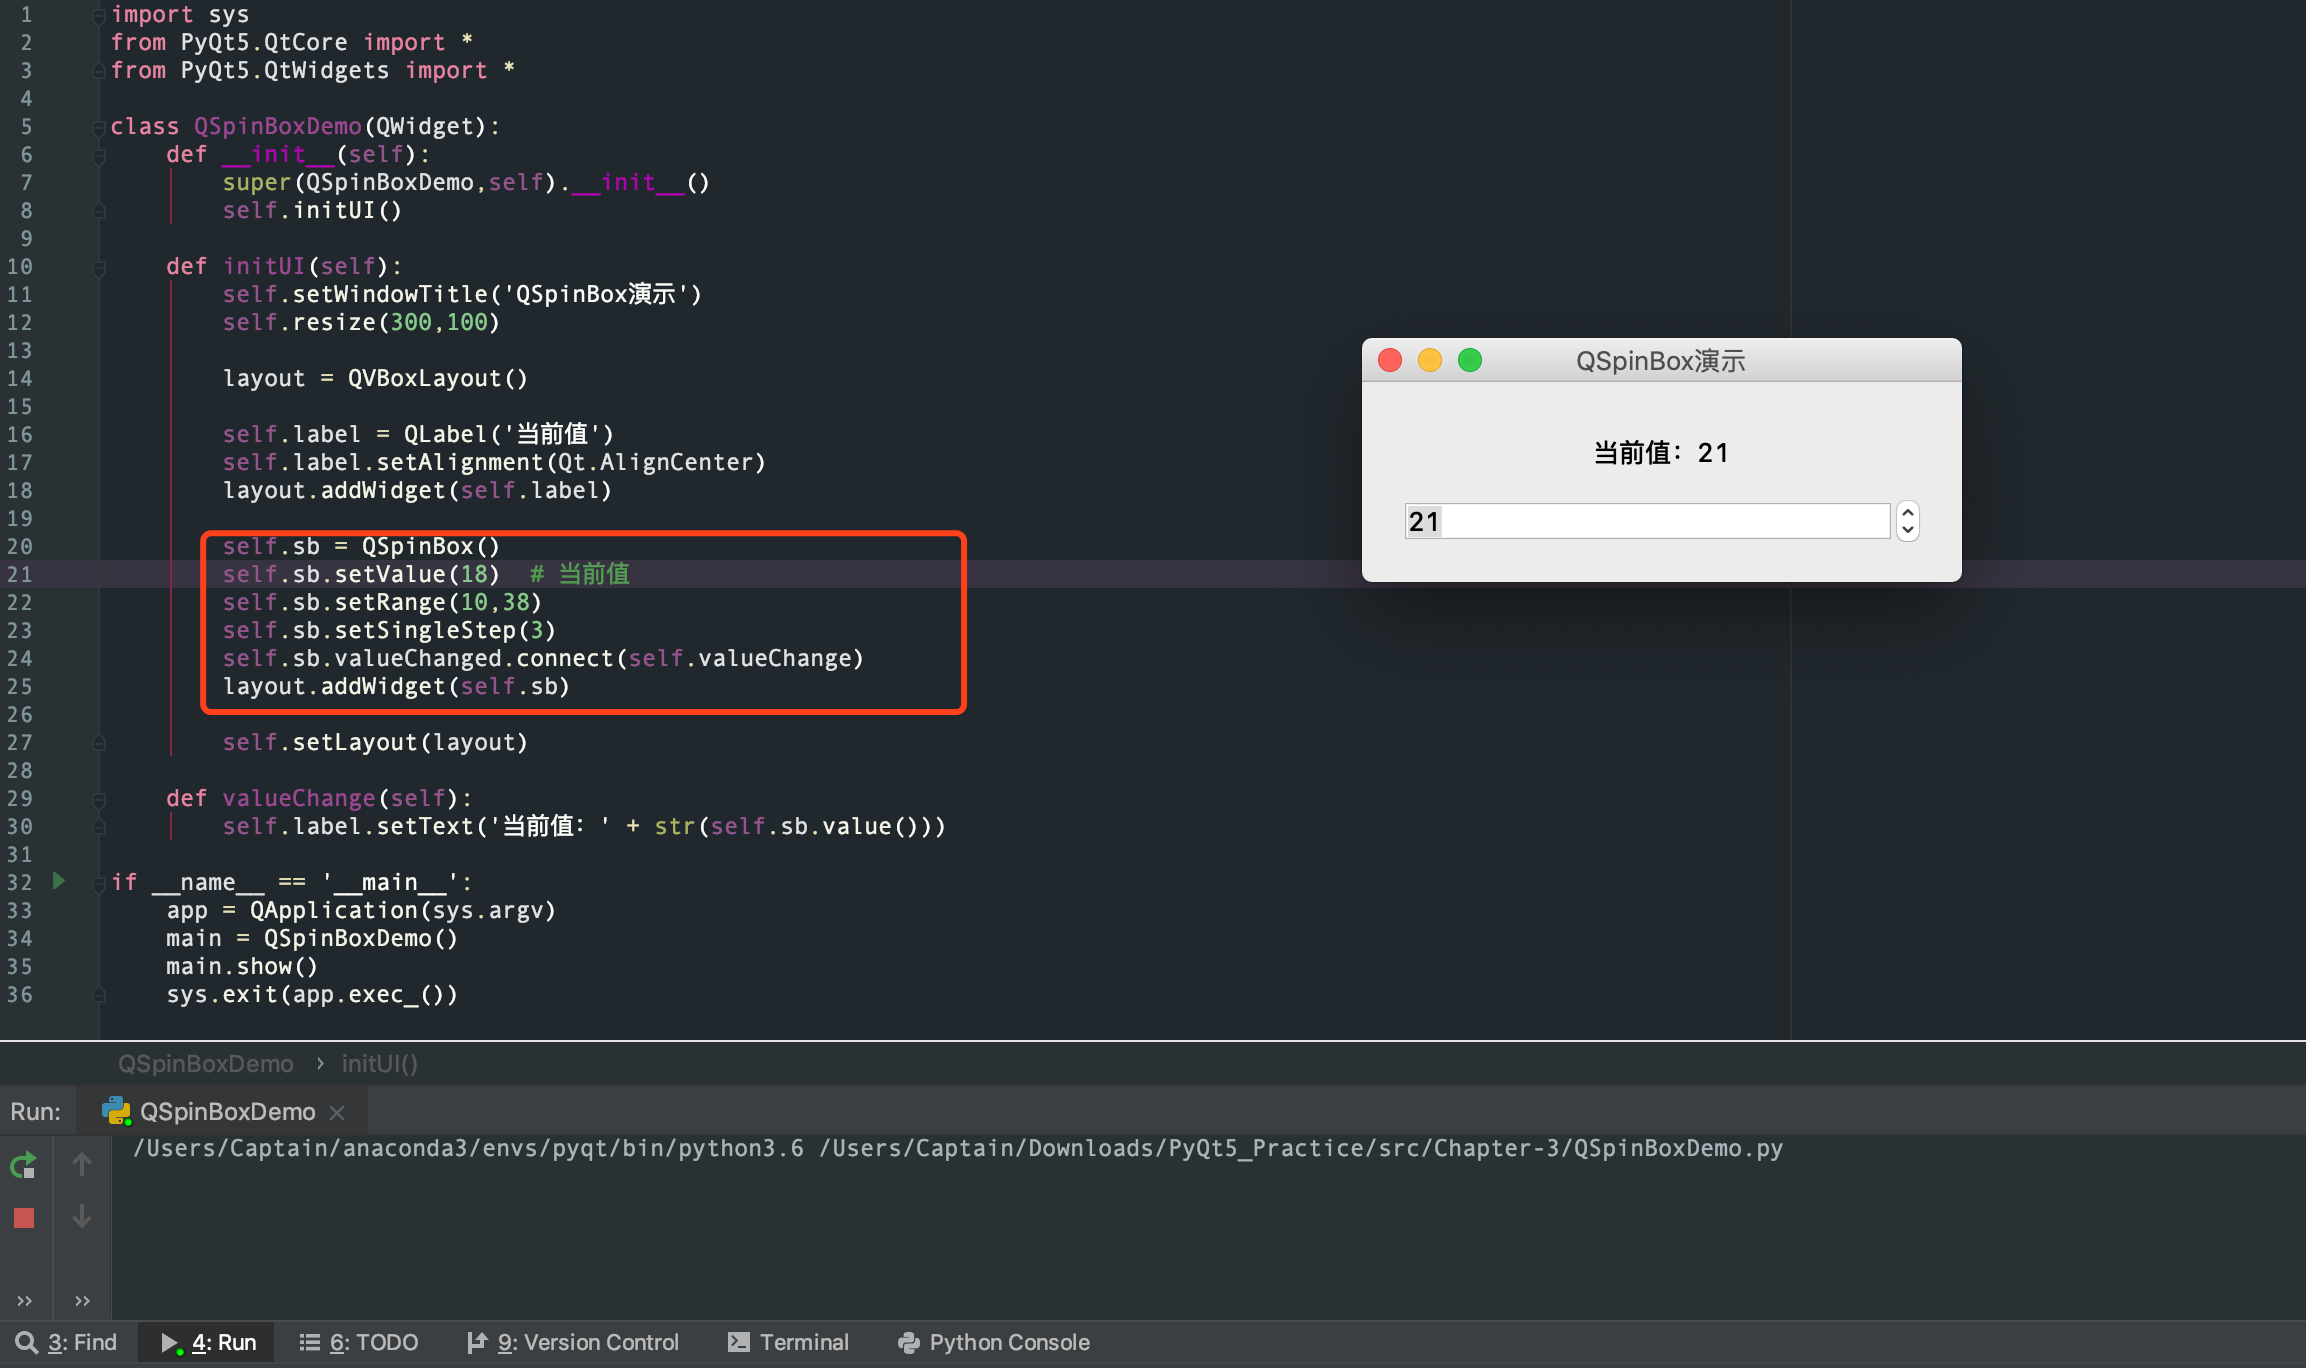 1 import sys
2 from PyQt5.QtCore import *
3 from PyQt5.QtWidgets import *
4
5 class QSpinBoxDemo(QWidget):
6     def __init__(self):
7         super(QSpinBoxDemo,self).__init__()
8         self.initUI()
9
10     def initUI(self):
11         self.setWindowTitle('QSpinBox演示')
12         self.resize(300,100)
13
14         layout = QVBoxLayout()
15
16         self.label = QLabel('当前值')
17         self.label.setAlignment(Qt.AlignCenter)
18         layout.addWidget(self.label)
19
20         self.sb = QSpinBox()
21         self.sb.setValue(18)  # 当前值
22         self.sb.setRange(10,38)
23         self.sb.setSingleStep(3)
24         self.sb.valueChanged.connect(self.valueChange)
25         layout.addWidget(self.sb)
26
27         self.setLayout(layout)
28
29     def valueChange(self):
30         self.label.setText('当前值：' + str(self.sb.value()))
31
32 if __name__ == '__main__':
33     app = QApplication(sys.argv)
34     main = QSpinBoxDemo()
35     main.show()
36     sys.exit(app.exec_())
QSpinBox演示
当前值：21
21
QSpinBoxDemo › initUI()
Run: QSpinBoxDemo ×
/Users/Captain/anaconda3/envs/pyqt/bin/python3.6 /Users/Captain/Downloads/PyQt5_Practice/src/Chapter-3/QSpinBoxDemo.py
3: Find 4: Run 6: TODO 9: Version Control Terminal Python Console